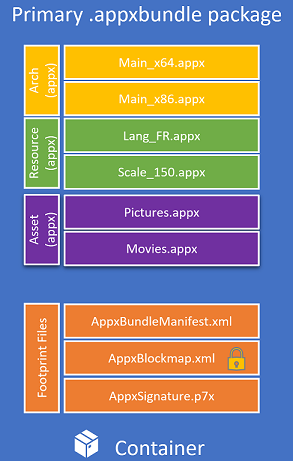 Primary .appxbundle package
Arch
(appx)
Main_x64.appx
Main_x86.appx
Resource
(appx)
Lang_FR.appx
Scale_150.appx
Asset
(appx)
Pictures.appx
Movies.appx
Footprint Files
AppxBundleManifest.xml
AppxBlockmap.xml
AppxSignature.p7x
Container